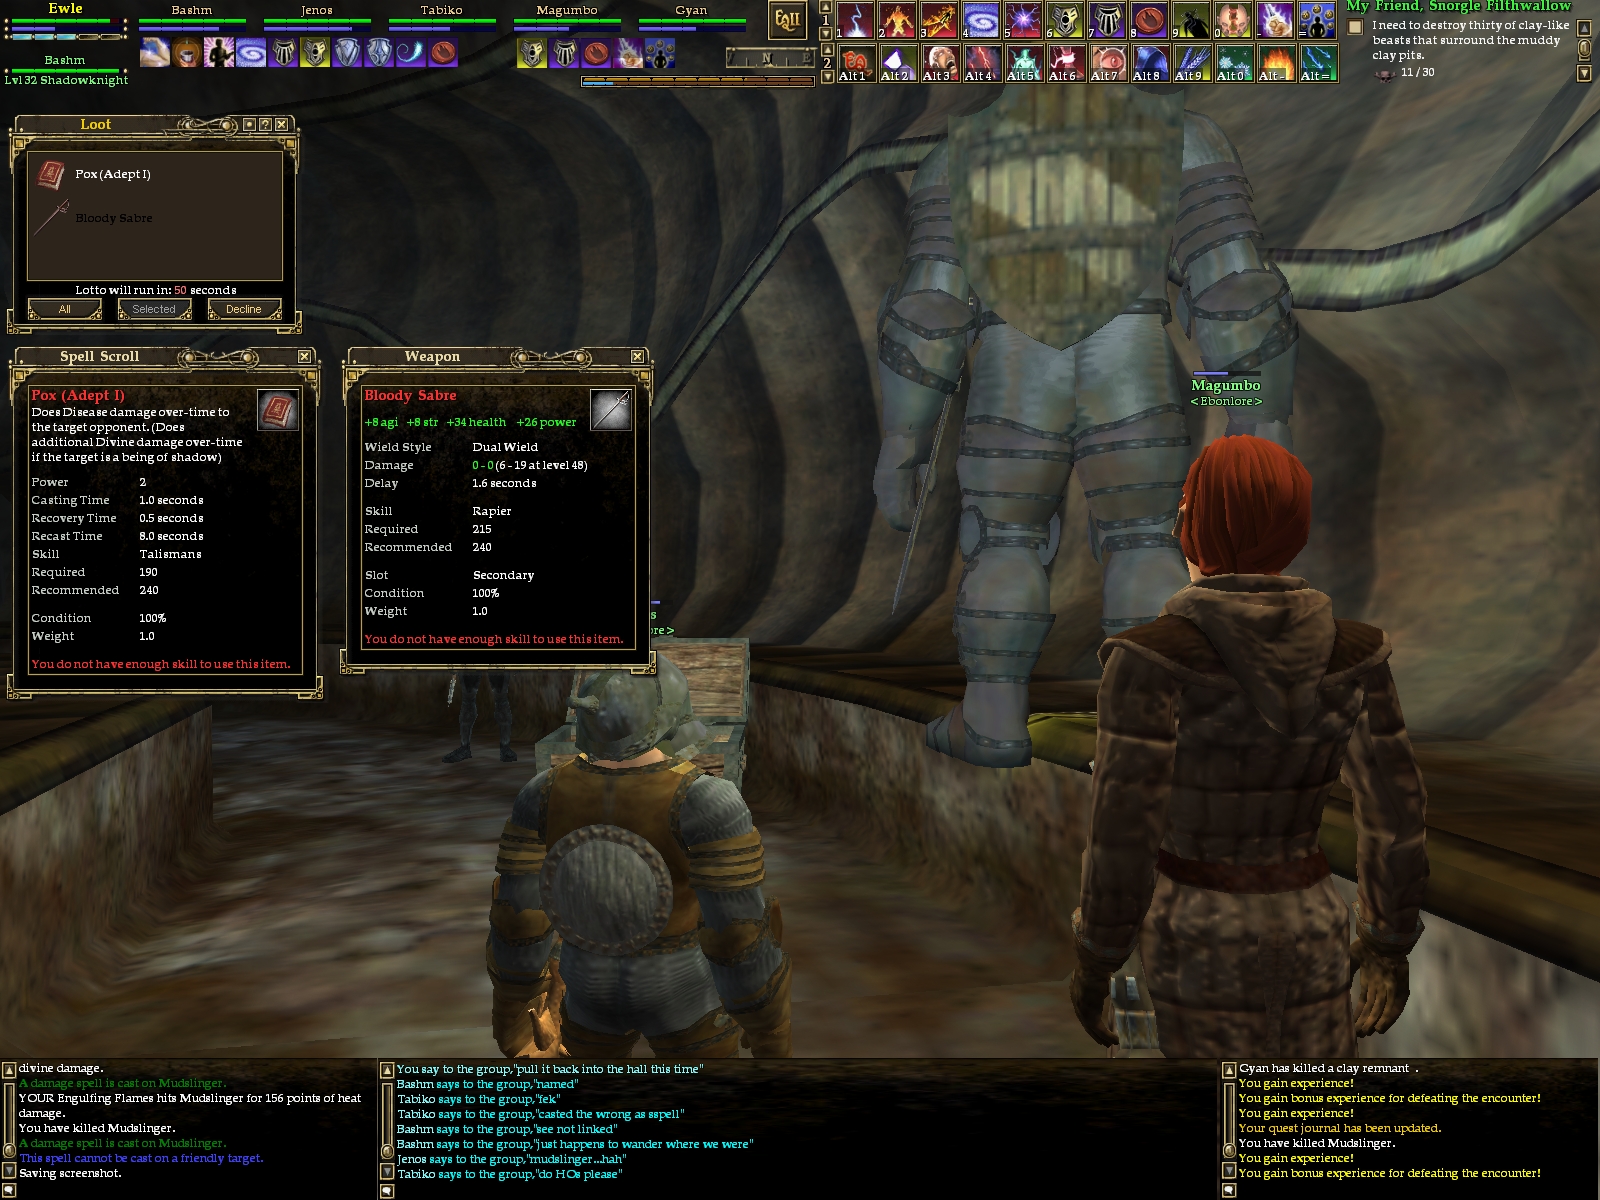 Ewle
Bashm
Lvl 32 Shadowknight
Bashm
Jenos
Tabiko
Magumbo
Gyan
EQII
N E
1
2
1 2 3 4 5 6 7 8 9 0 - =
Alt1 Alt2 Alt3 Alt4 Alt5 Alt6 Alt7 Alt8 Alt9 Alt0 Alt- Alt=
My Friend, Snorgle Filthwallow
I need to destroy thirty of clay-like
beasts that surround the muddy
clay pits.
11 / 30
Loot
Pox (Adept I)
Bloody Sabre
Lotto will run in: 50 seconds
All
Selected
Decline
Spell Scroll
Pox (Adept I)
Does Disease damage over-time to
the target opponent. (Does
additional Divine damage over-time
if the target is a being of shadow)
Power 2
Casting Time 1.0 seconds
Recovery Time 0.5 seconds
Recast Time 8.0 seconds
Skill Talismans
Required 190
Recommended 240
Condition 100%
Weight 1.0
You do not have enough skill to use this item.
Weapon
Bloody Sabre
+8 agi +8 str +34 health +26 power
Wield Style Dual Wield
Damage 0 - 0 (6 - 19 at level 48)
Delay 1.6 seconds
Skill Rapier
Required 215
Recommended 240
Slot Secondary
Condition 100%
Weight 1.0
You do not have enough skill to use this item.
Magumbo
<Ebonlore>
divine damage.
A damage spell is cast on Mudslinger.
YOUR Engulfing Flames hits Mudslinger for 156 points of heat
damage.
You have killed Mudslinger.
A damage spell is cast on Mudslinger.
This spell cannot be cast on a friendly target.
Saving screenshot.
You say to the group,"pull it back into the hall this time"
Bashm says to the group,"named"
Tabiko says to the group,"fek"
Tabiko says to the group,"casted the wrong as sspell"
Bashm says to the group,"see not linked"
Bashm says to the group,"just happens to wander where we were"
Jenos says to the group,"mudslinger...hah"
Tabiko says to the group,"do HOs please"
Gyan has killed a clay remnant .
You gain experience!
You gain bonus experience for defeating the encounter!
You gain experience!
Your quest journal has been updated.
You have killed Mudslinger.
You gain experience!
You gain bonus experience for defeating the encounter!